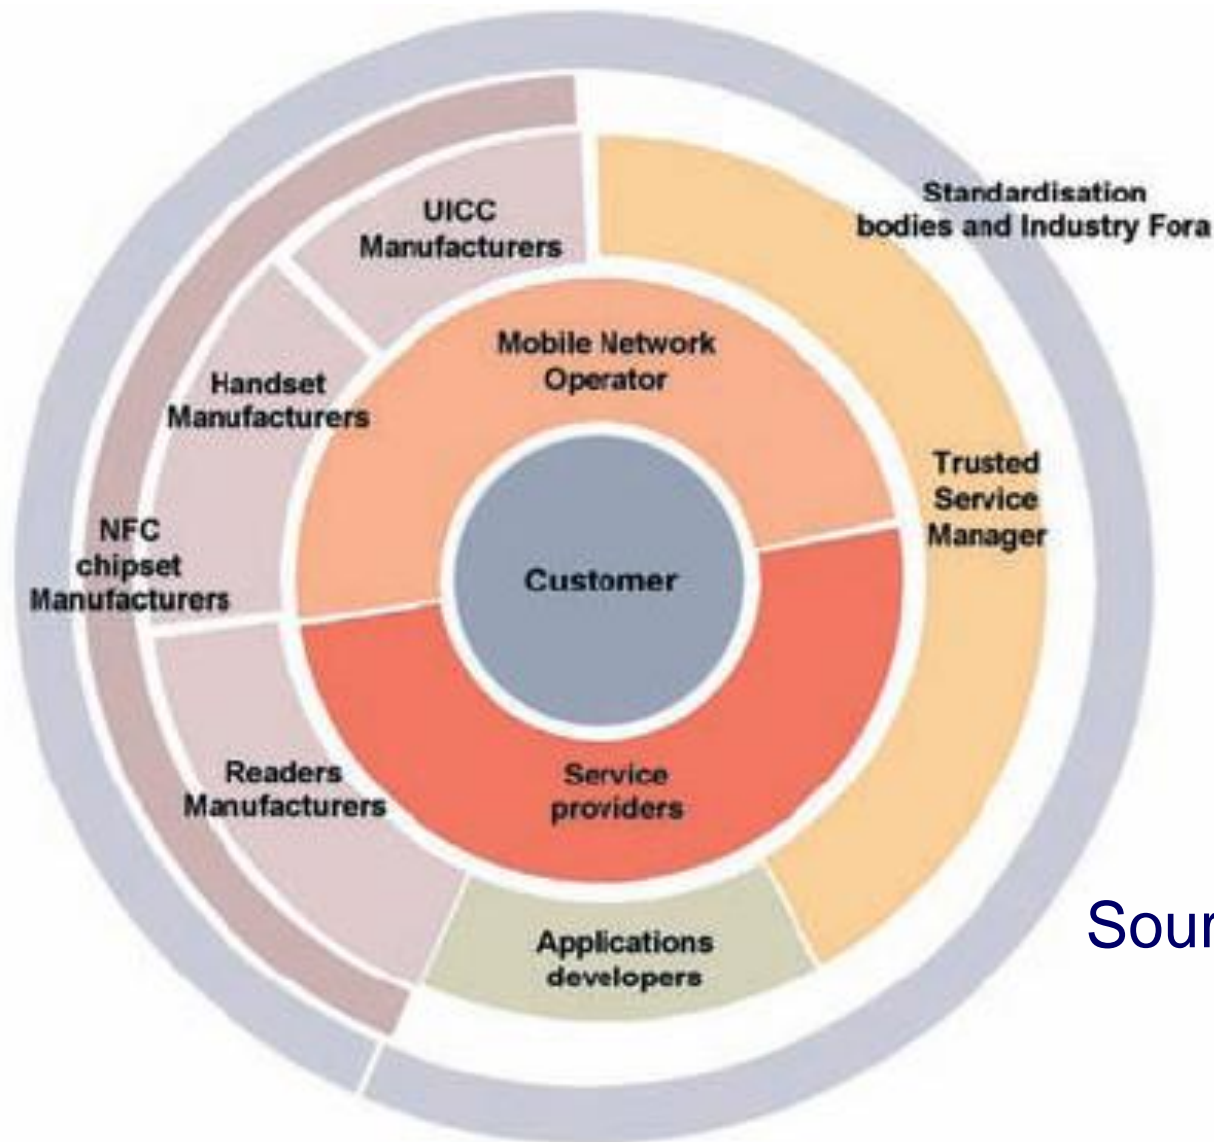 UICC
Manufacturers
Standardisation
bodies and Industry Fora
Mobile Network
Operator
Handset
Manufacturers
Trusted
Service
Manager
NFC
chipset
Manufacturers
Customer
Readers
Manufacturers
Service
providers
Applications
developers